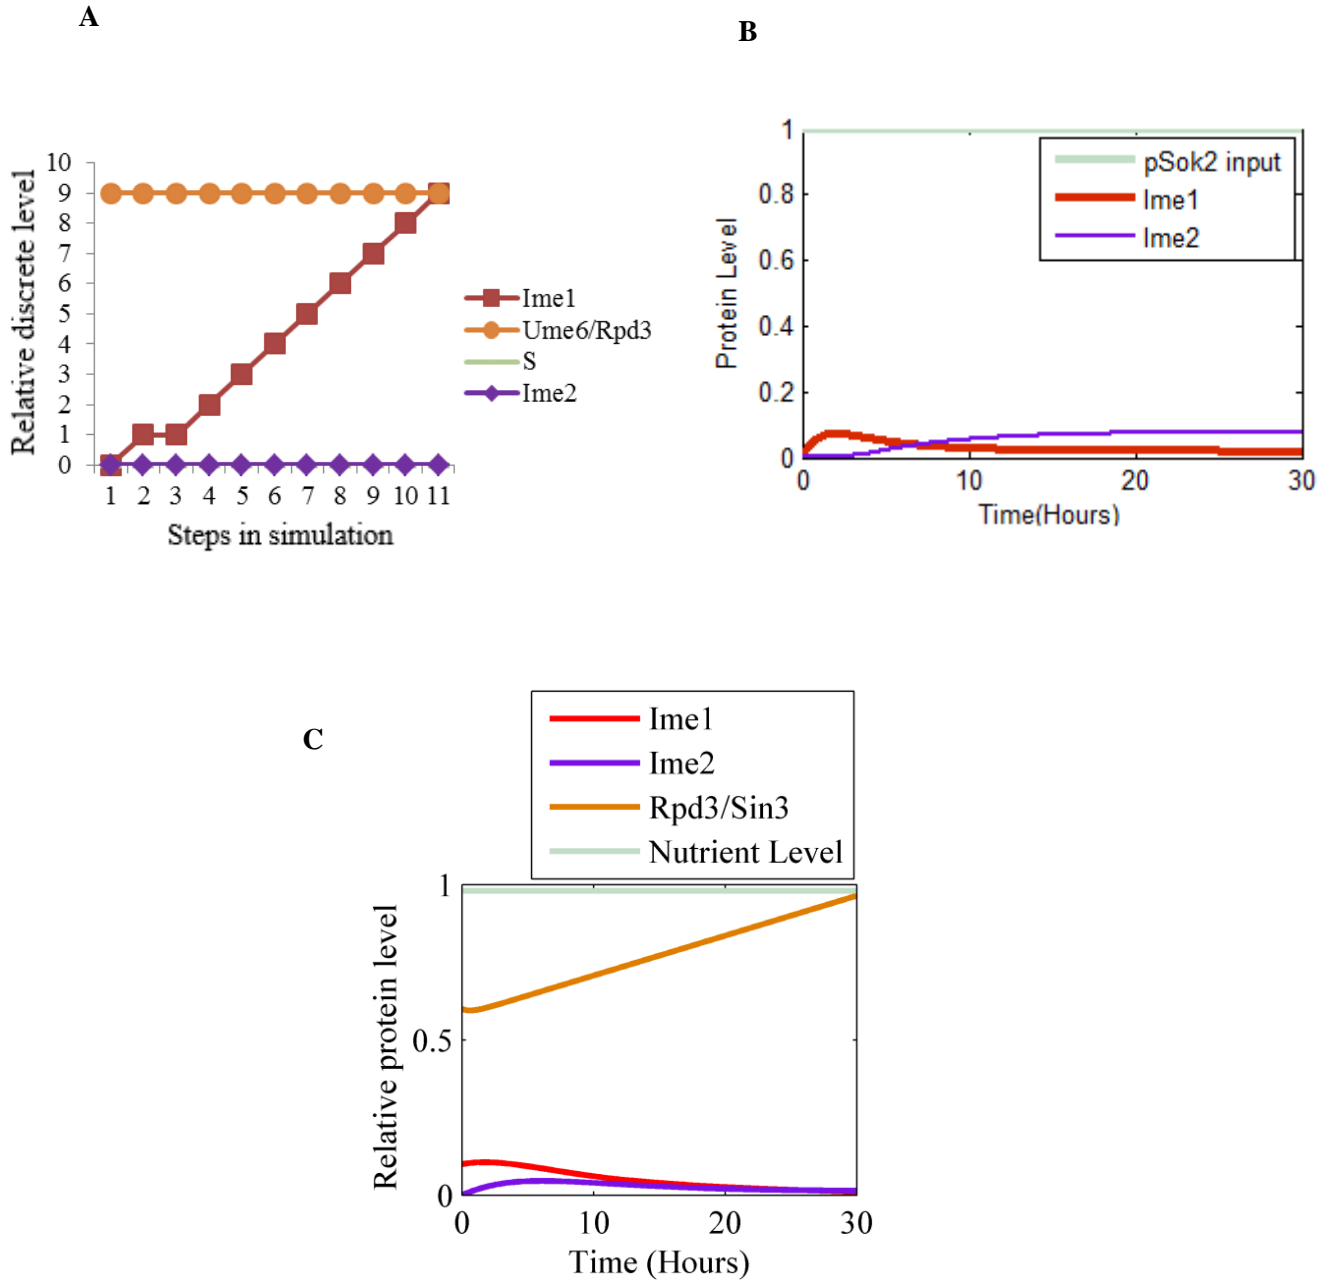 A
B
10
9
8
7
6
5
4
3
2
1
0
Relative discrete level
1 2 3 4 5 6 7 8 9 10 11
Steps in simulation
Ime1
Ume6/Rpd3
S
Ime2
1
0.8
0.6
0.4
0.2
0
Protein Level
0 10 20 30
Time(Hours)
pSok2 input
Ime1
Ime2
C
Ime1
Ime2
Rpd3/Sin3
Nutrient Level
1
0.5
0
Relative protein level
0 10 20 30
Time (Hours)